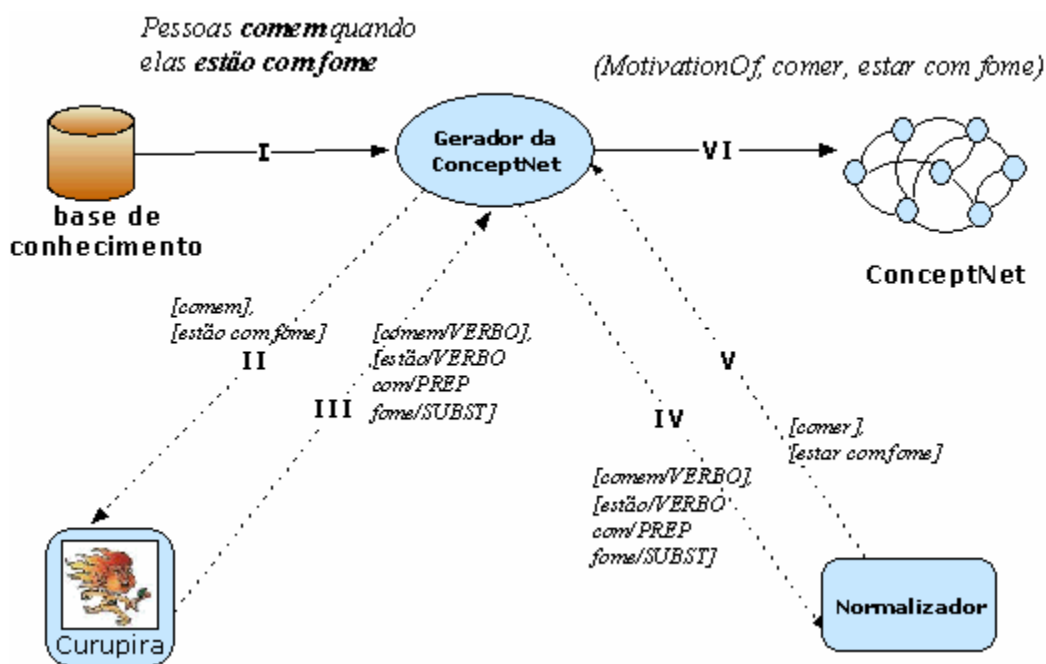 Pessoas comem quando
elas estão com fome
(MotivationOf, comer, estar com fome)
Gerador da
ConceptNet
I
VI
base de
conhecimento
ConceptNet
[comem],
[estão com fome]
II
[comem/VERBO],
[estão/VERBO
com/PREP
fome/SUBST]
III
IV
V
[comer],
[estar com fome]
[comem/VERBO],
[estão/VERBO
com/PREP
fome/SUBST]
Curupira
Normalizador